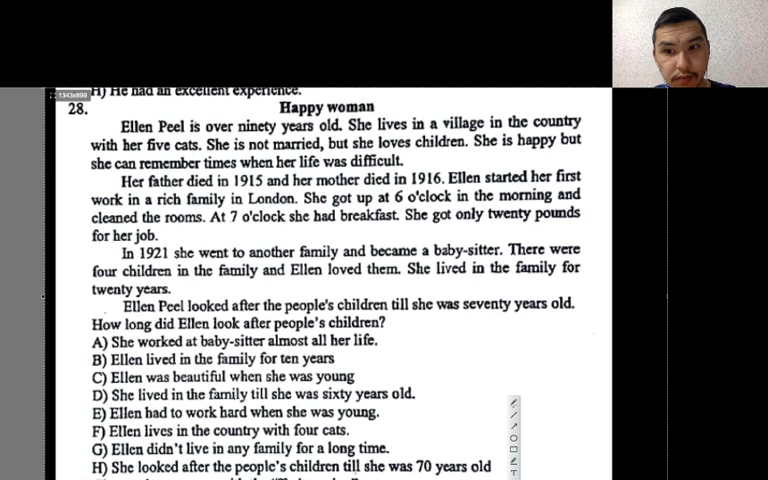 1343x899
H) He had an excellent experience.
28. Happy woman
Ellen Peel is over ninety years old. She lives in a village in the country
with her five cats. She is not married, but she loves children. She is happy but
she can remember times when her life was difficult.
Her father died in 1915 and her mother died in 1916. Ellen started her first
work in a rich family in London. She got up at 6 o'clock in the morning and
cleaned the rooms. At 7 o'clock she had breakfast. She got only twenty pounds
for her job.
In 1921 she went to another family and became a baby-sitter. There were
four children in the family and Ellen loved them. She lived in the family for
twenty years.
Ellen Peel looked after the people's children till she was seventy years old.
How long did Ellen look after people's children?
A) She worked at baby-sitter almost all her life.
B) Ellen lived in the family for ten years
C) Ellen was beautiful when she was young
D) She lived in the family till she was sixty years old.
E) Ellen had to work hard when she was young.
F) Ellen lives in the country with four cats.
G) Ellen didn't live in any family for a long time.
H) She looked after the people's children till she was 70 years old